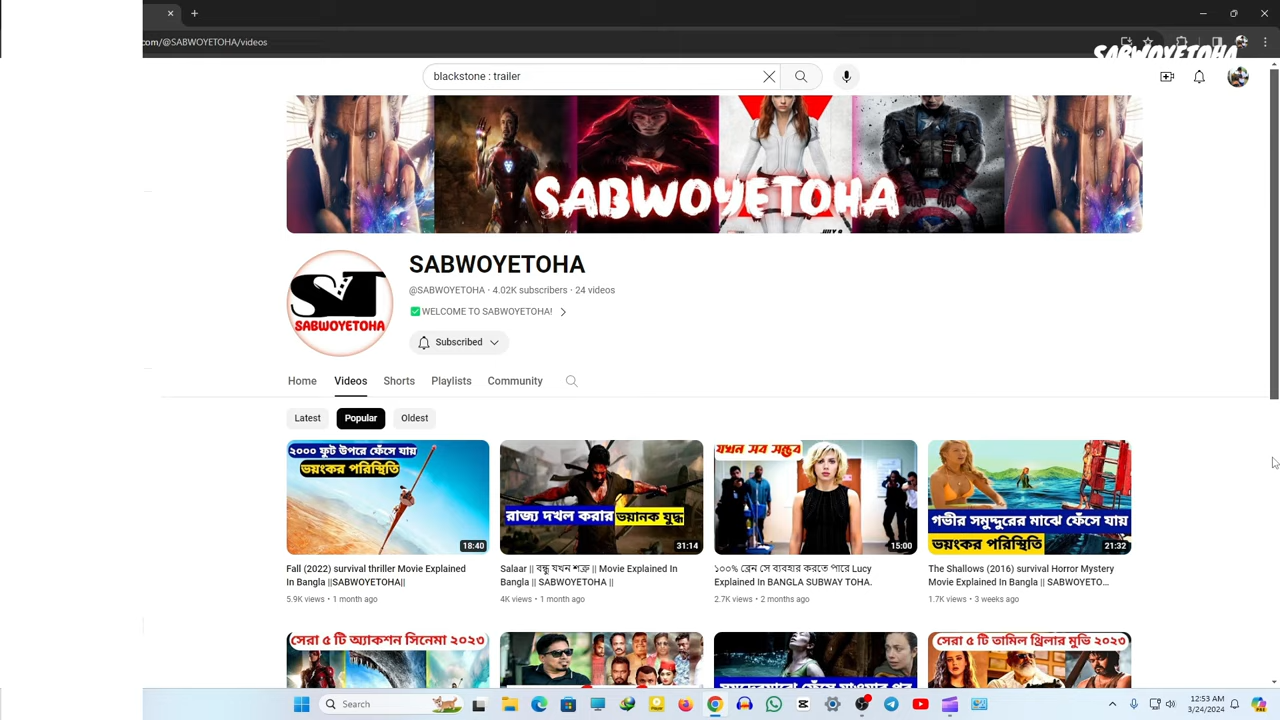 com/@SABWOYETOHA/videos
SABWOYETOHA
blackstone : trailer
SABWOYETOHA
JULY 9
SABWOYETOHA
@SABWOYETOHA · 4.02K subscribers · 24 videos
✅WELCOME TO SABWOYETOHA!
ST
SABWOYETOHA
Subscribed
Home Videos Shorts Playlists Community
Latest Popular Oldest
২০০০ ফুট উপরে ফেঁসে যায়
ভয়ংকর পরিস্থিতি
18:40
রাজ্য দখল করার ভয়ানক যুদ্ধ
31:14
যখন সব সম্ভব
15:00
গভীর সমুদ্দুরের মাঝে ফেঁসে যায়
ভয়ংকর পরিস্থিতি
21:32
Fall (2022) survival thriller Movie Explained
In Bangla ||SABWOYETOHA||
5.9K views • 1 month ago
Salaar || বন্ধু যখন শত্রু || Movie Explained In
Bangla || SABWOYETOHA ||
4K views • 1 month ago
১০০% ব্রেন সে ব্যবহার করতে পারে Lucy
Explained In BANGLA SUBWAY TOHA.
2.7K views • 2 months ago
The Shallows (2016) survival Horror Mystery
Movie Explained In Bangla || SABWOYETO...
1.7K views • 3 weeks ago
সেরা ৫ টি অ্যাকশন সিনেমা ২০২৩
সেরা ৫ টি তামিল থ্রিলার মুভি ২০২৩
Search
12:53 AM
3/24/2024